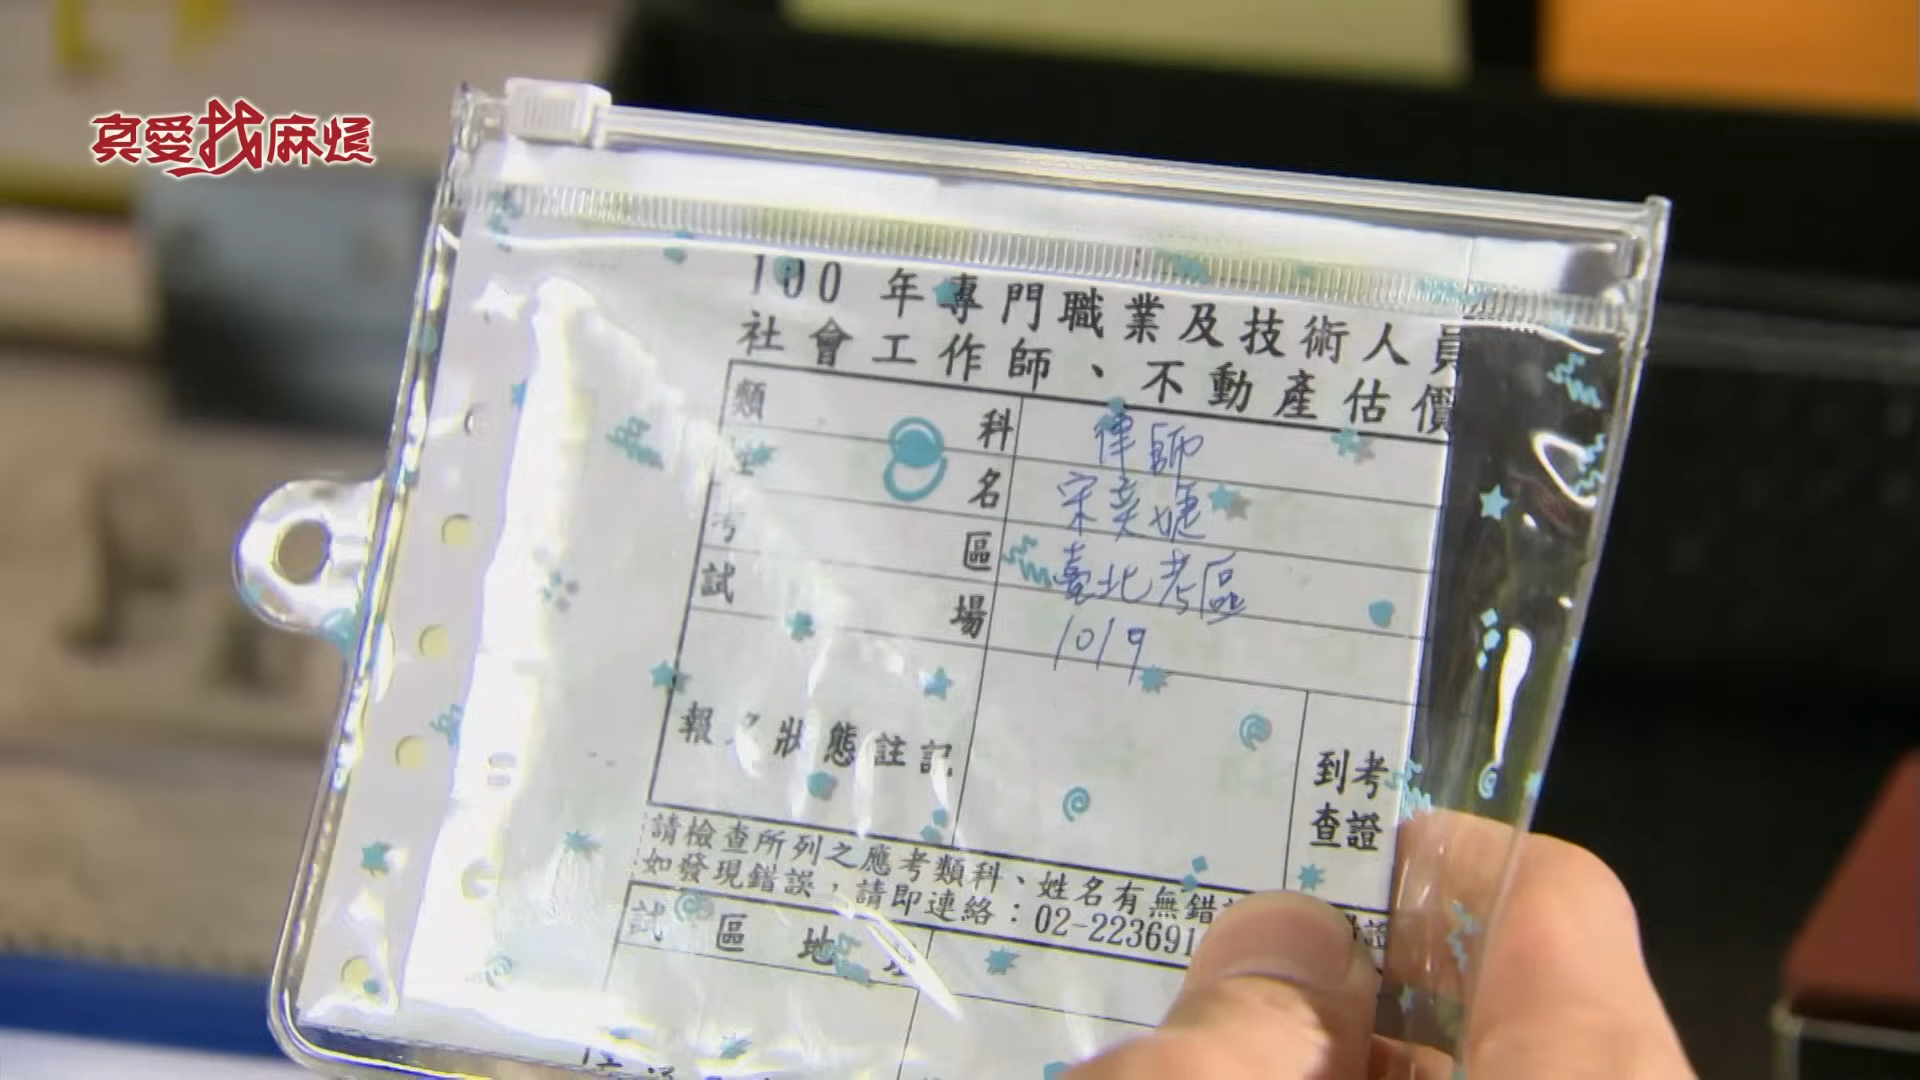 真愛找麻煩
100 年專門職業及技術人員
社會工作師、不動產估價
類 科 律師
姓 名 宋奕婕
考 區 臺北考區
試 場 1019
報 狀態註記
到考
查證
請檢查所列之應考類科、姓名有無錯
如發現錯誤，請即連絡：02-223691
試 區 地